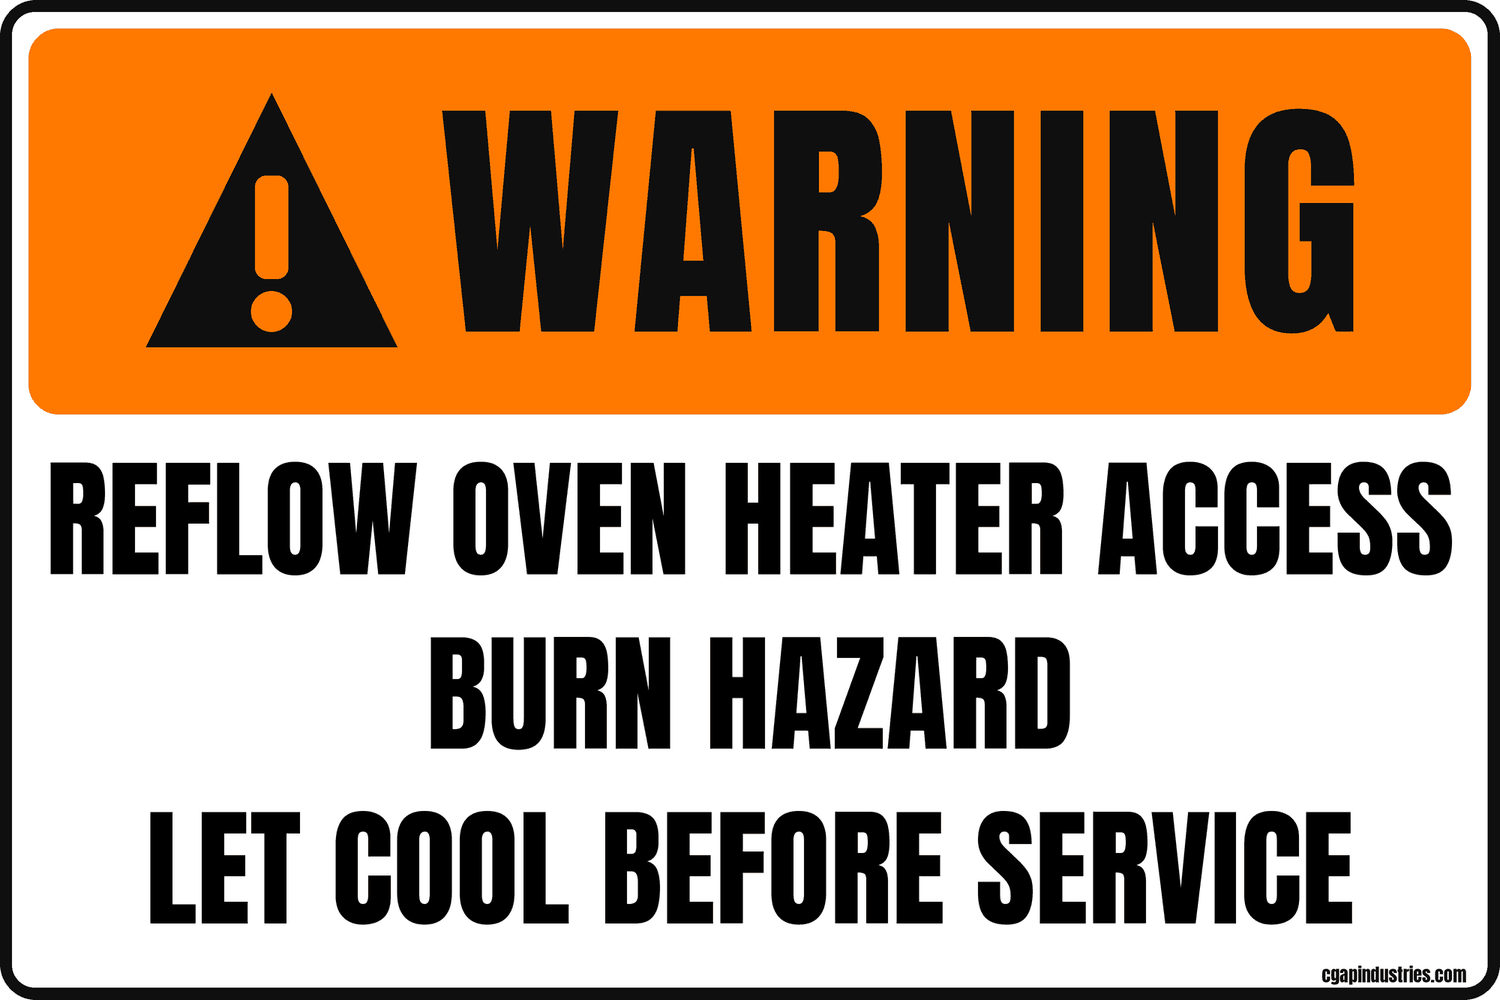 WARNING
REFLOW OVEN HEATER ACCESS
BURN HAZARD
LET COOL BEFORE SERVICE
cgapindustries.com